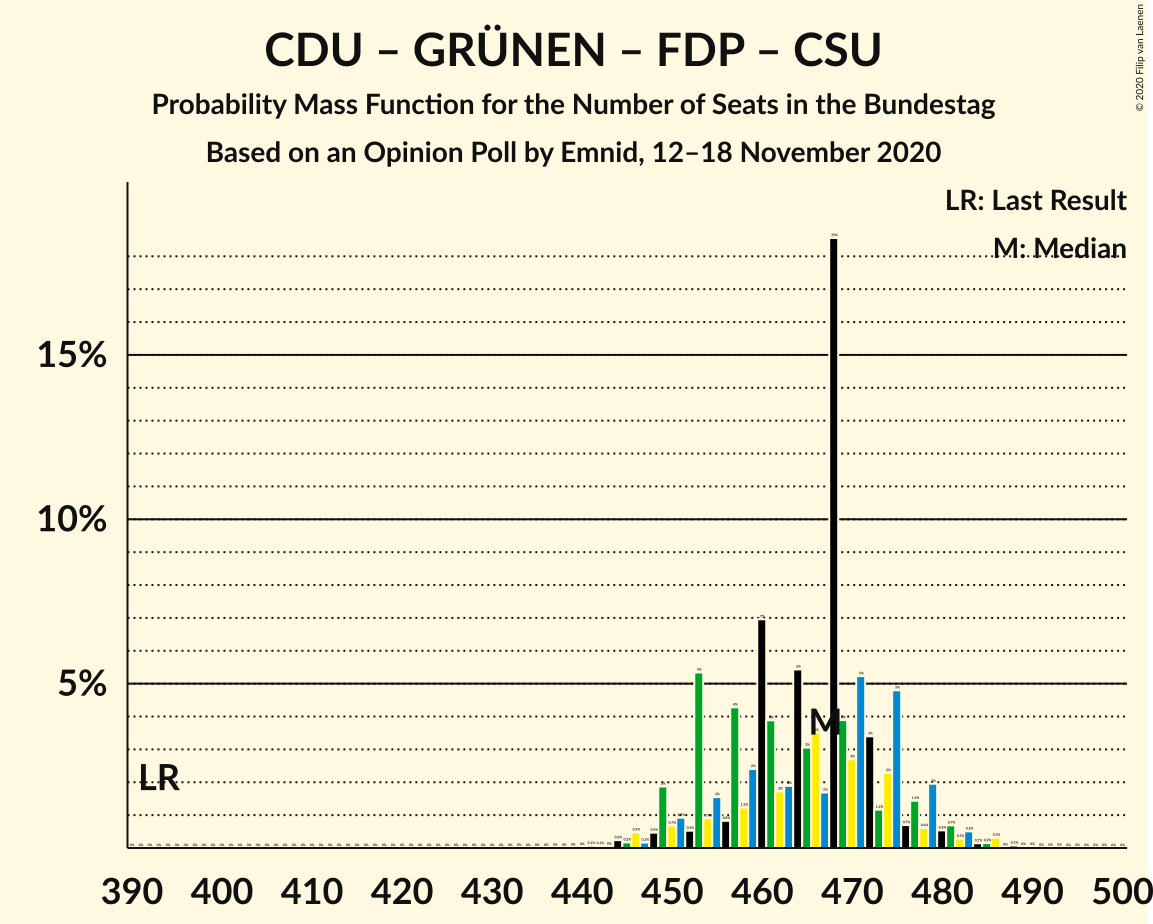 CDU – GRÜNEN – FDP – CSU
Probability Mass Function for the Number of Seats in the Bundestag
Based on an Opinion Poll by Emnid, 12–18 November 2020
© 2020 Filip van Laenen
LR: Last Result
M: Median
15%
10%
5%
M
LR
390 400 410 420 430 440 450 460 470 480 490 500